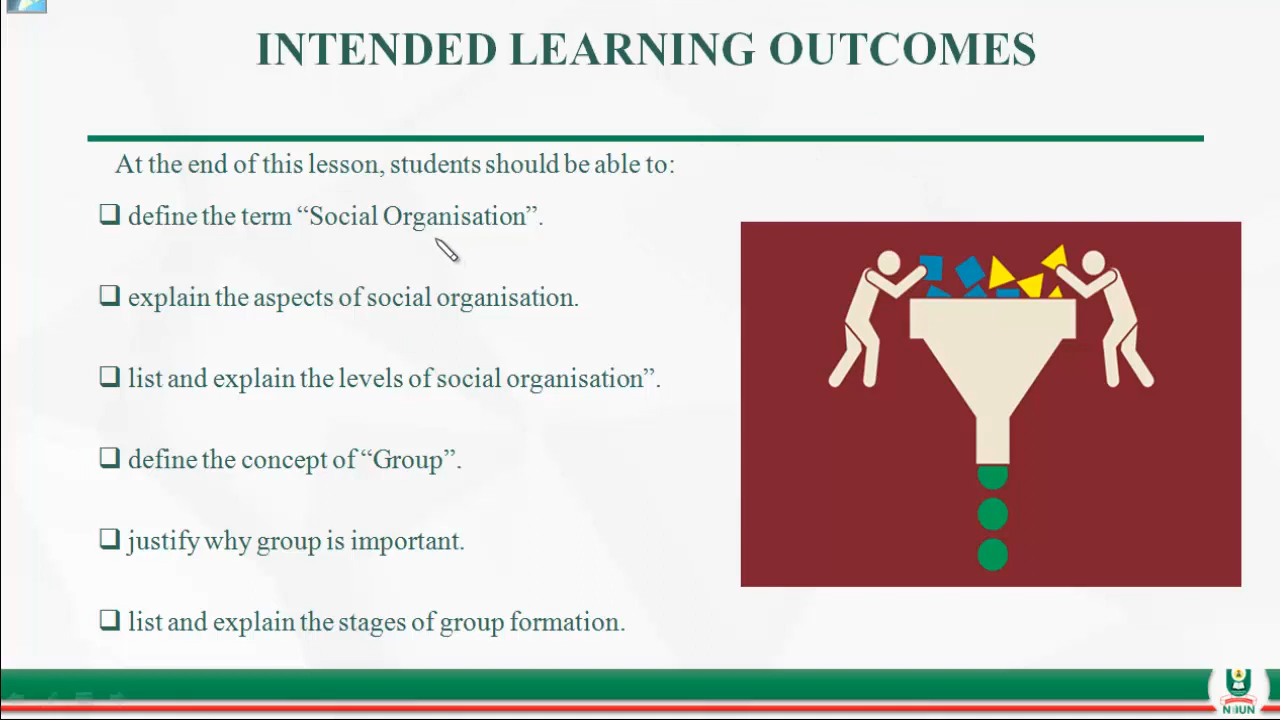 INTENDED LEARNING OUTCOMES
At the end of this lesson, students should be able to:
❑ define the term “Social Organisation”.
❑ explain the aspects of social organisation.
❑ list and explain the levels of social organisation”.
❑ define the concept of “Group”.
❑ justify why group is important.
❑ list and explain the stages of group formation.
NOUN